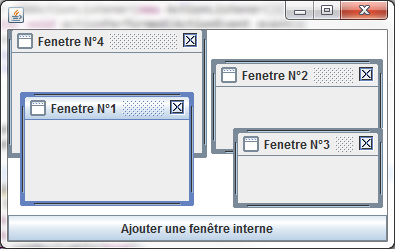 Fenetre N°4
Fenetre N°2
Fenetre N°1
Fenetre N°3
Ajouter une fenêtre interne